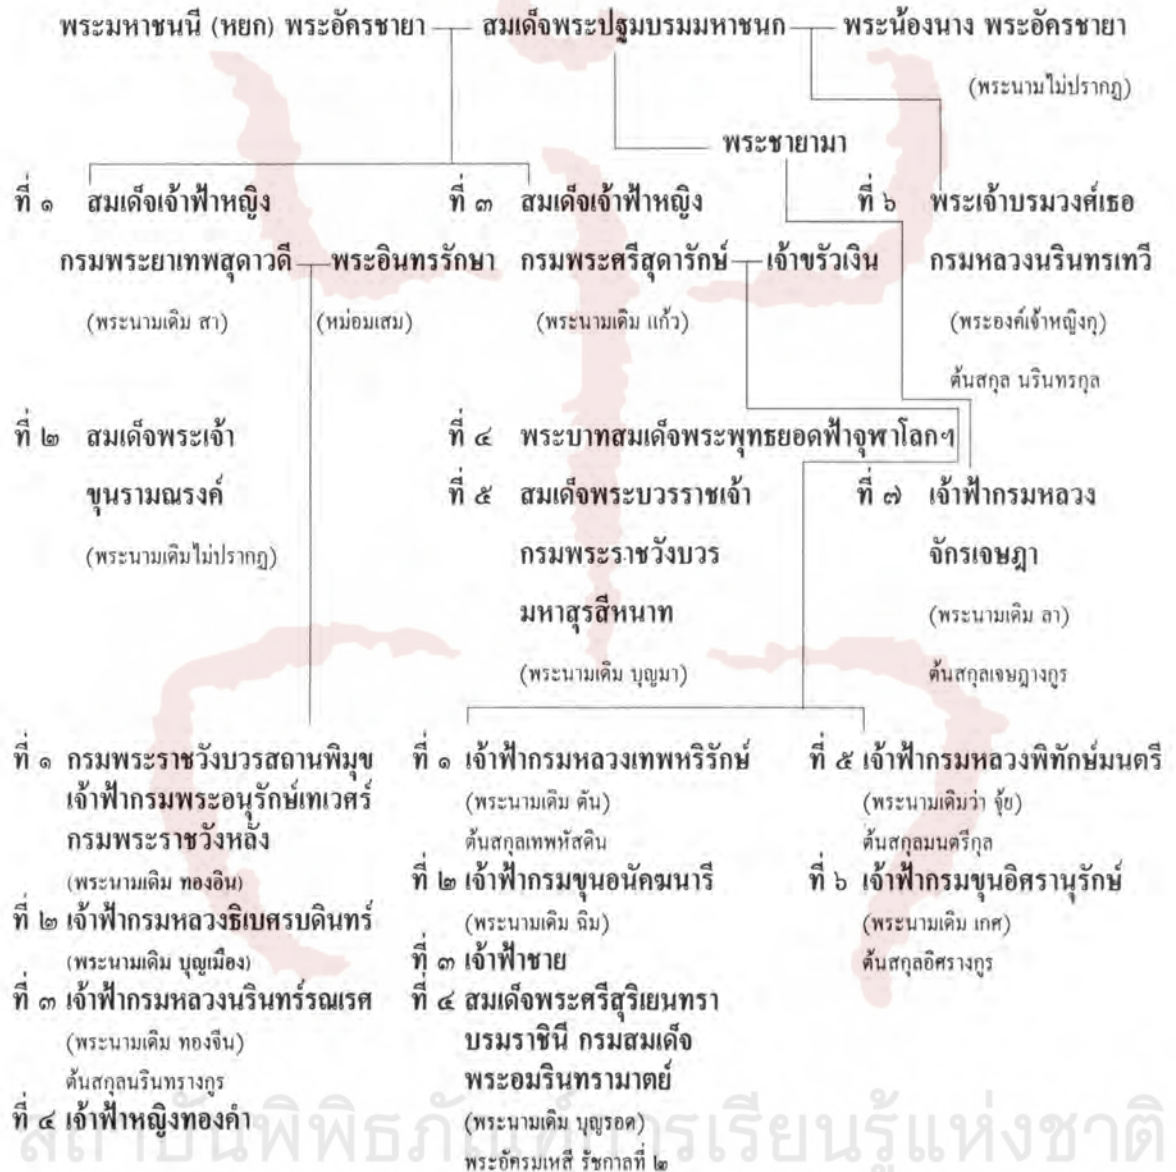 พระมหาชนนี (หยก) พระอัครชายา สมเด็จพระปฐมบรมมหาชนก พระน้องนาง พระอัครชายา
(พระนามไม่ปรากฏ)
พระชายามา
ที่ ๑ สมเด็จเจ้าฟ้าหญิง ที่ ๓ สมเด็จเจ้าฟ้าหญิง ที่ ๖ พระเจ้าบรมวงศ์เธอ
กรมพระยาเทพสุดาวดี พระอินทรรักษา กรมพระศรีสุดารักษ์ เจ้าขรัวเงิน กรมหลวงนรินทรเทวี
(พระนามเดิม สา) (หม่อมเสม) (พระนามเดิม แก้ว) (พระองค์เจ้าหญิงกุ)
ต้นสกุล นรินทรกุล
ที่ ๒ สมเด็จพระเจ้า ที่ ๔ พระบาทสมเด็จพระพุทธยอดฟ้าจุฬาโลกฯ
ขุนรามณรงค์ ที่ ๕ สมเด็จพระบวรราชเจ้า ที่ ๗ เจ้าฟ้ากรมหลวง
(พระนามเดิมไม่ปรากฏ) กรมพระราชวังบวร จักรเจษฎา
มหาสุรสีหนาท (พระนามเดิม ลา)
(พระนามเดิม บุญมา) ต้นสกุลเจษฎางกูร
ที่ ๑ กรมพระราชวังบวรสถานพิมุข ที่ ๑ เจ้าฟ้ากรมหลวงเทพหริรักษ์ ที่ ๕ เจ้าฟ้ากรมหลวงพิทักษ์มนตรี
เจ้าฟ้ากรมพระอนุรักษ์เทเวศร์ (พระนามเดิม ตัน) (พระนามเดิมว่า จุ้ย)
กรมพระราชวังหลัง ต้นสกุลเทพหัสดิน ต้นสกุลมนตรีกุล
(พระนามเดิม ทองอิน) ที่ ๒ เจ้าฟ้ากรมขุนอนัคฆนารี ที่ ๖ เจ้าฟ้ากรมขุนอิศรานุรักษ์
ที่ ๒ เจ้าฟ้ากรมหลวงธิเบศรบดินทร์ (พระนามเดิม ฉิม) (พระนามเดิม เกศ)
(พระนามเดิม บุญเมือง) ที่ ๓ เจ้าฟ้าชาย ต้นสกุลอิศรางกูร
ที่ ๓ เจ้าฟ้ากรมหลวงนรินทร์รณเรศ ที่ ๔ สมเด็จพระศรีสุริเยนทรา
(พระนามเดิม ทองจีน) บรมราชินี กรมสมเด็จ
ต้นสกุลนรินทรางกูร พระอมรินทรามาตย์
ที่ ๔ เจ้าฟ้าหญิงทองคำ (พระนามเดิม บุญรอด)
พระอัครมเหสี รัชกาลที่ ๒
สถาบันพิพิธภัณฑ์การเรียนรู้แห่งชาติ